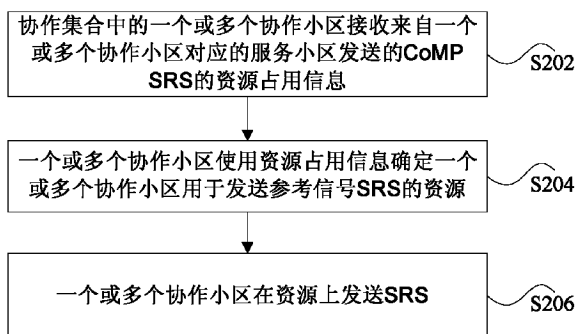 协作集合中的一个或多个协作小区接收来自一个
或多个协作小区对应的服务小区发送的CoMP
SRS的资源占用信息
S202
一个或多个协作小区使用资源占用信息确定一个
或多个协作小区用于发送参考信号SRS的资源
S204
一个或多个协作小区在资源上发送SRS
S206